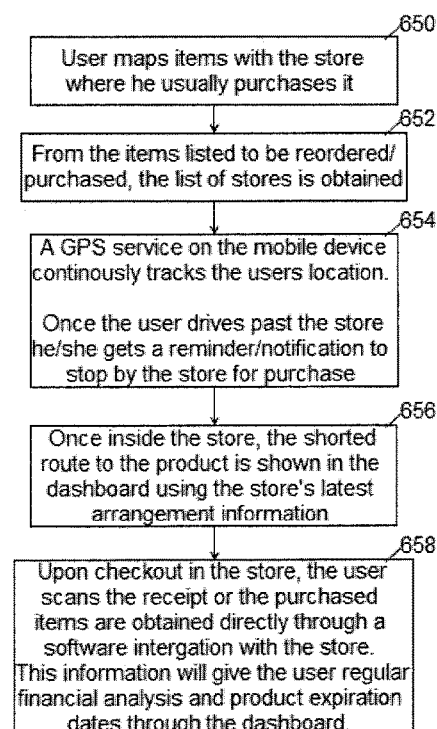 650
User maps items with the store
where he usually purchases it
652
From the items listed to be reordered/
purchased, the list of stores is obtained
654
A GPS service on the mobile device
continously tracks the users location.
Once the user drives past the store
he/she gets a reminder/notification to
stop by the store for purchase
656
Once inside the store, the shorted
route to the product is shown in the
dashboard using the store's latest
arrangement information
658
Upon checkout in the store, the user
scans the receipt or the purchased
items are obtained directly through a
software intergation with the store.
This information will give the user regular
financial analysis and product expiration
dates through the dashboard.